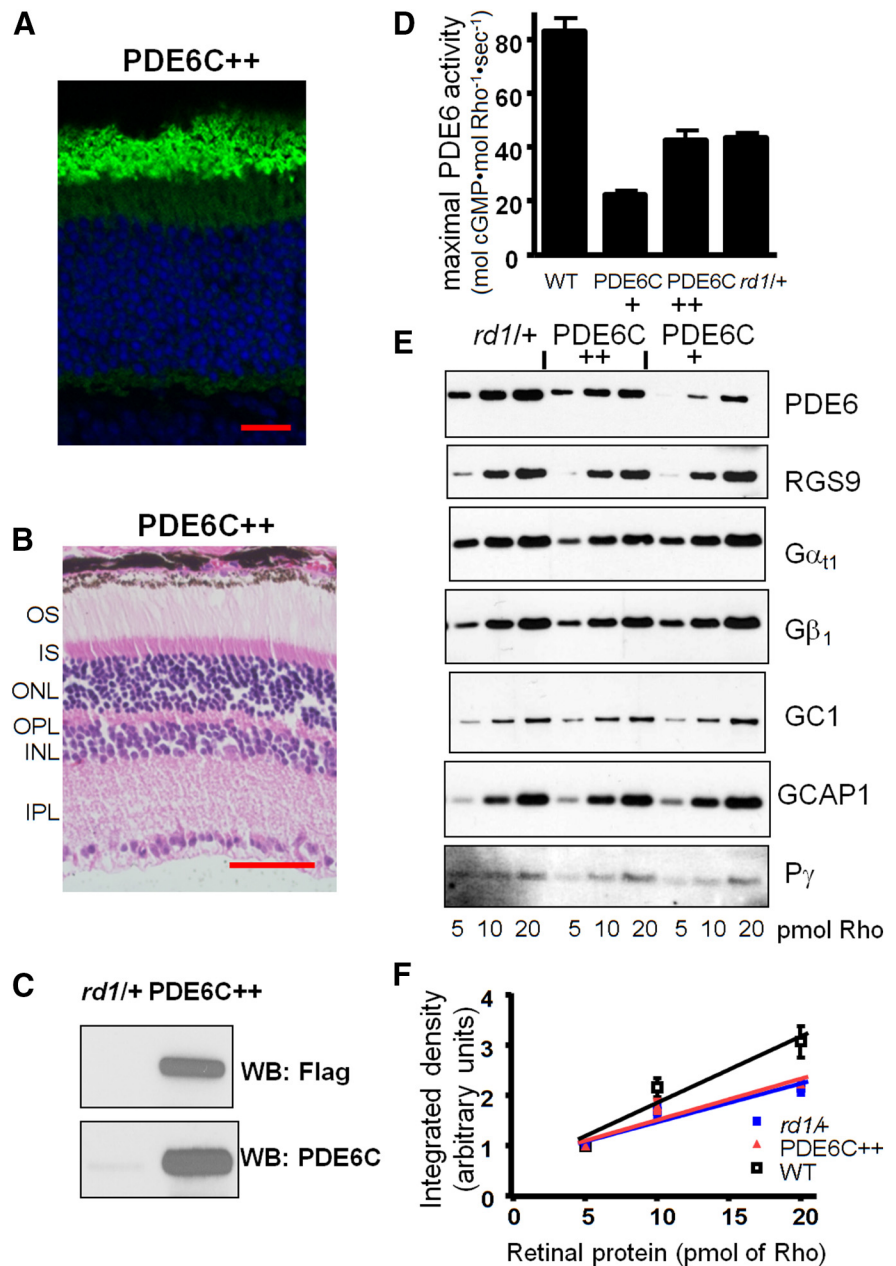 A
PDE6C++
B
PDE6C++
OS
IS
ONL
OPL
INL
IPL
C
rd1/+ PDE6C++
WB: Flag
WB: PDE6C
D
maximal PDE6 activity
(mol cGMP•mol Rho⁻¹•sec⁻¹)
80
60
40
20
0
WT PDE6C PDE6C rd1/+
+ ++
E
rd1/+ PDE6C PDE6C
++ +
PDE6
RGS9
Gαt1
Gβ1
GC1
GCAP1
Pγ
5 10 20 5 10 20 5 10 20 pmol Rho
F
Integrated density
(arbitrary units)
4
3
2
1
0
0 5 10 15 20
Retinal protein (pmol of Rho)
rd1/+
PDE6C++
WT